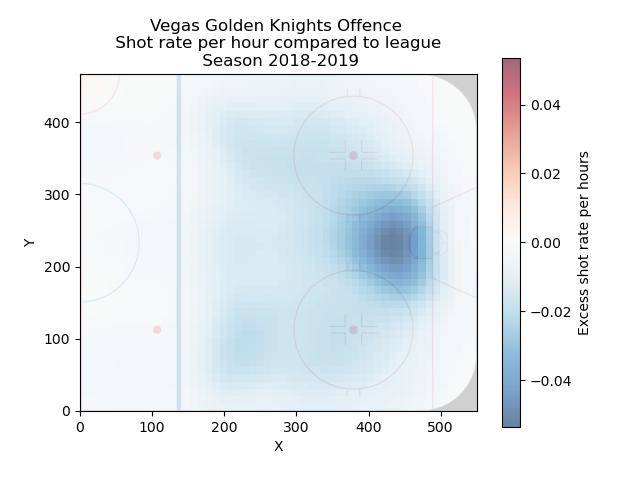 Vegas Golden Knights Offence
Shot rate per hour compared to league
Season 2018-2019
400
300
200
100
0
Y
0 100 200 300 400 500
X
0.04
0.02
0.00
−0.02
−0.04
Excess shot rate per hours